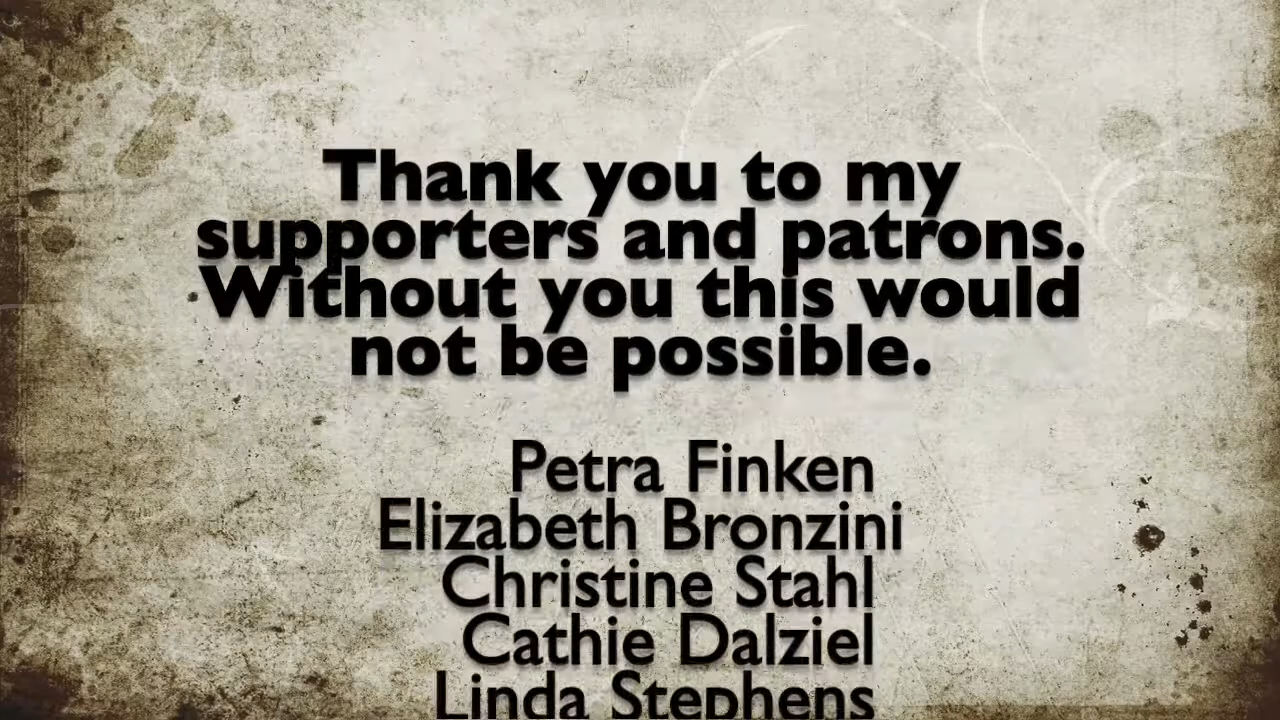 Thank you to my
supporters and patrons.
Without you this would
not be possible.
Petra Finken
Elizabeth Bronzini
Christine Stahl
Cathie Dalziel
Linda Stephens